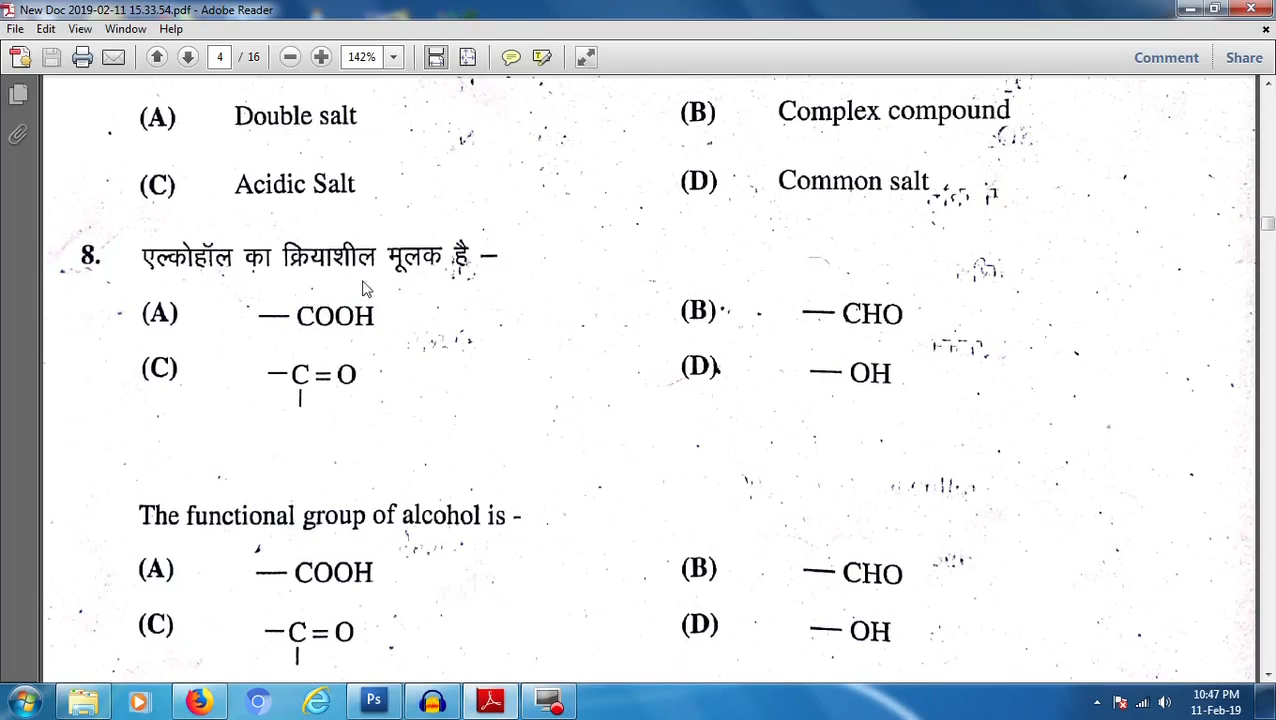 New Doc 2019-02-11 15.33.54.pdf - Adobe Reader
File Edit View Window Help
4 / 16 142% Comment Share
(A) Double salt (B) Complex compound
(C) Acidic Salt (D) Common salt
8. एल्कोहॉल का क्रियाशील मूलक है –
(A) — COOH (B) — CHO
(C) – C = O (D) — OH
The functional group of alcohol is -
(A) — COOH (B) — CHO
(C) – C = O (D) — OH
Ps
10:47 PM
11-Feb-19